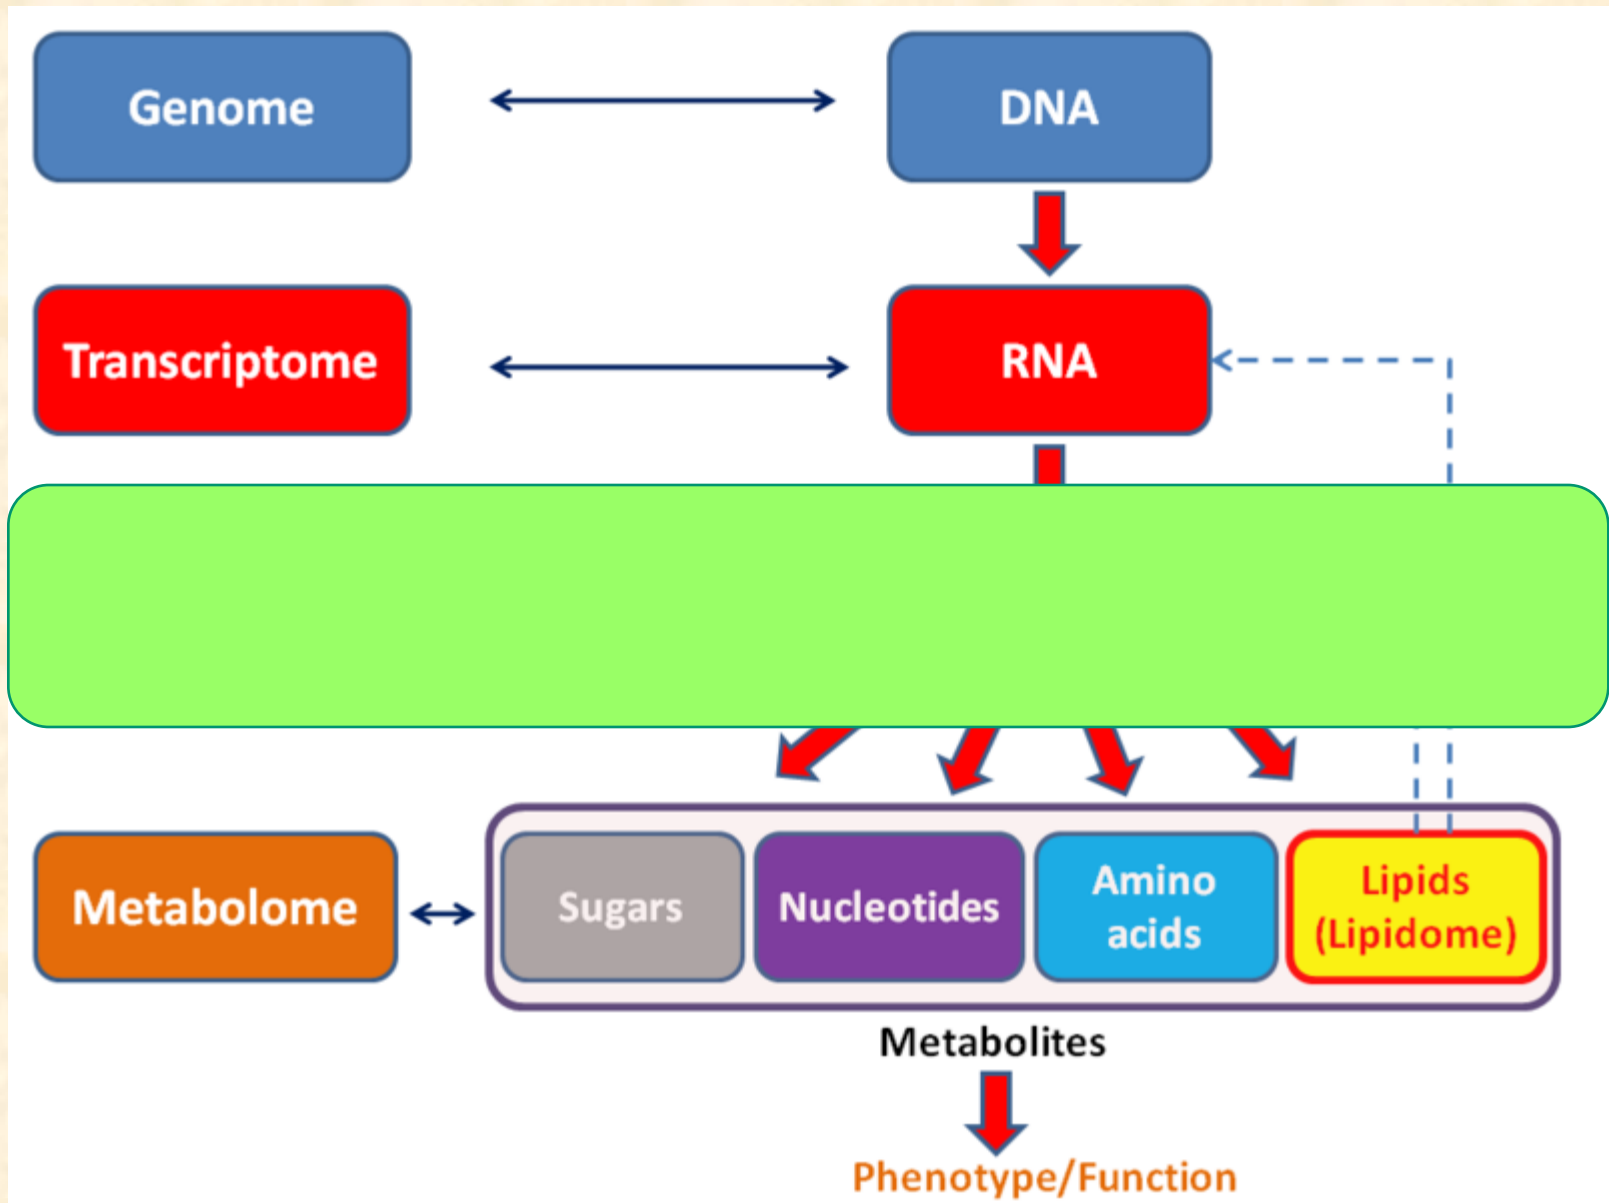 Genome
DNA
Transcriptome
RNA
Metabolome
Sugars
Nucleotides
Amino
acids
Lipids
(Lipidome)
Metabolites
Phenotype/Function